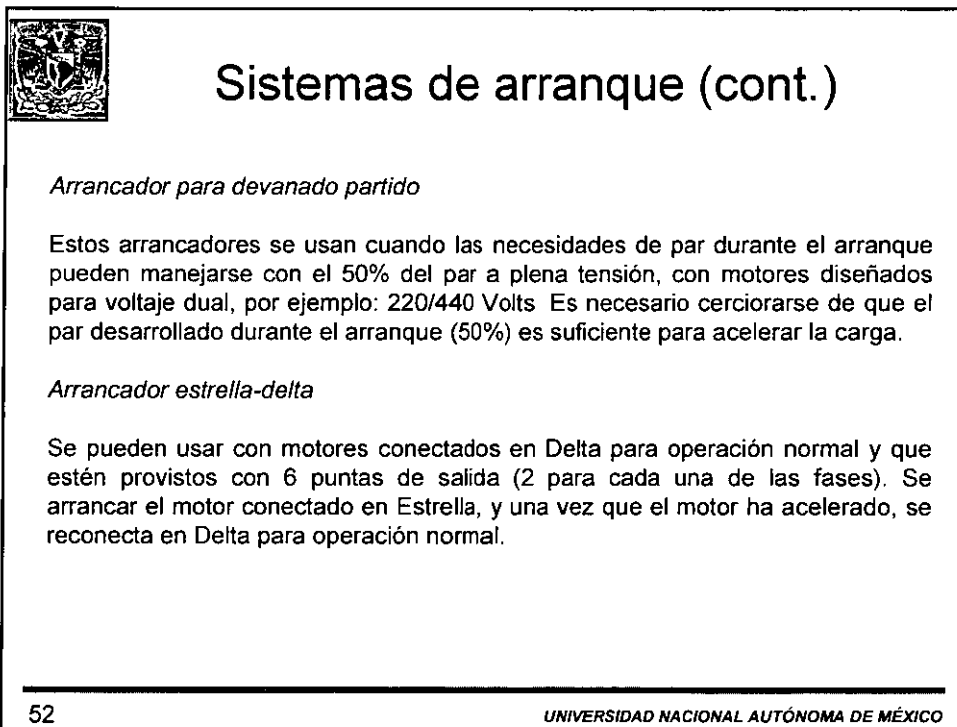 Sistemas de arranque (cont.)
Arrancador para devanado partido
Estos arrancadores se usan cuando las necesidades de par durante el arranque
pueden manejarse con el 50% del par a plena tensión, con motores diseñados
para voltaje dual, por ejemplo: 220/440 Volts Es necesario cerciorarse de que el
par desarrollado durante el arranque (50%) es suficiente para acelerar la carga.
Arrancador estrella-delta
Se pueden usar con motores conectados en Delta para operación normal y que
estén provistos con 6 puntas de salida (2 para cada una de las fases). Se
arrancar el motor conectado en Estrella, y una vez que el motor ha acelerado, se
reconecta en Delta para operación normal.
52
UNIVERSIDAD NACIONAL AUTÓNOMA DE MÉXICO